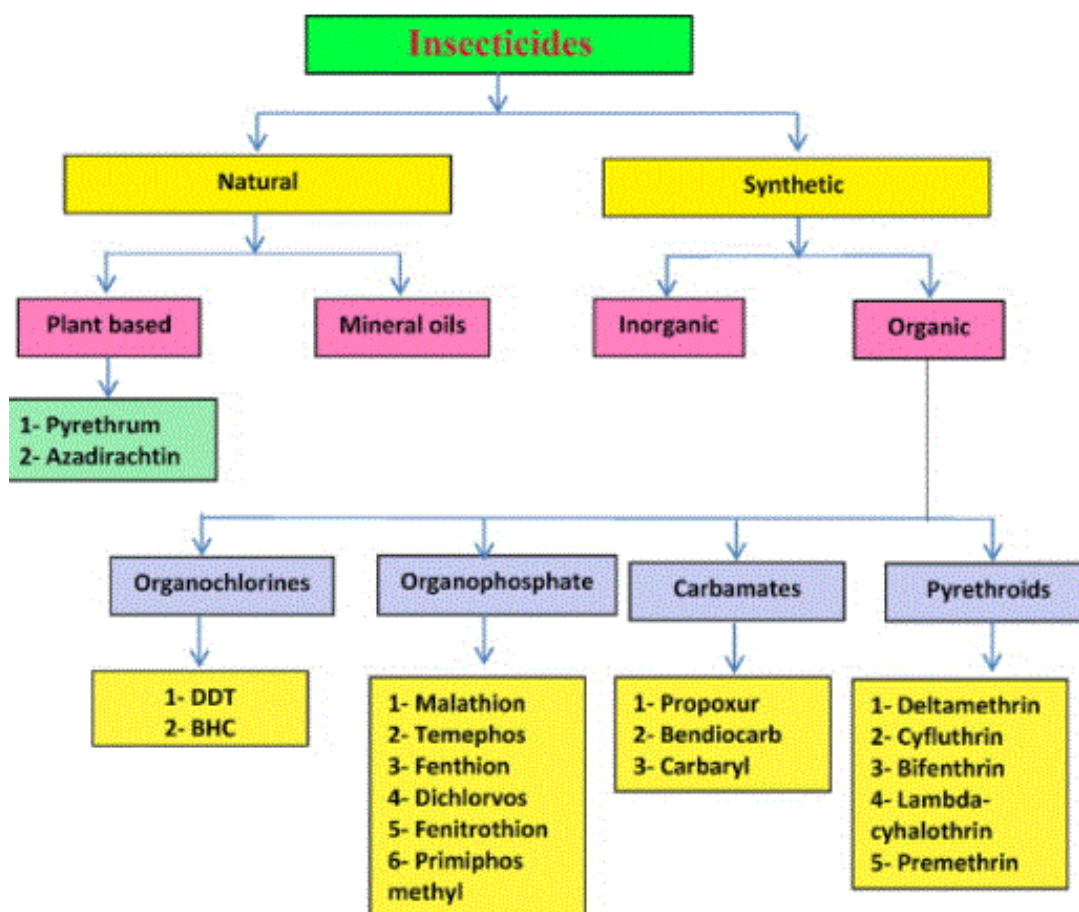 Insecticides
Natural
Synthetic
Plant based
Mineral oils
Inorganic
Organic
1- Pyrethrum
2- Azadirachtin
Organochlorines
Organophosphate
Carbamates
Pyrethroids
1- DDT
2- BHC
1- Malathion
2- Temephos
3- Fenthion
4- Dichlorvos
5- Fenitrothion
6- Primiphos
methyl
1- Propoxur
2- Bendiocarb
3- Carbaryl
1- Deltamethrin
2- Cyfluthrin
3- Bifenthrin
4- Lambda-
cyhalothrin
5- Premethrin